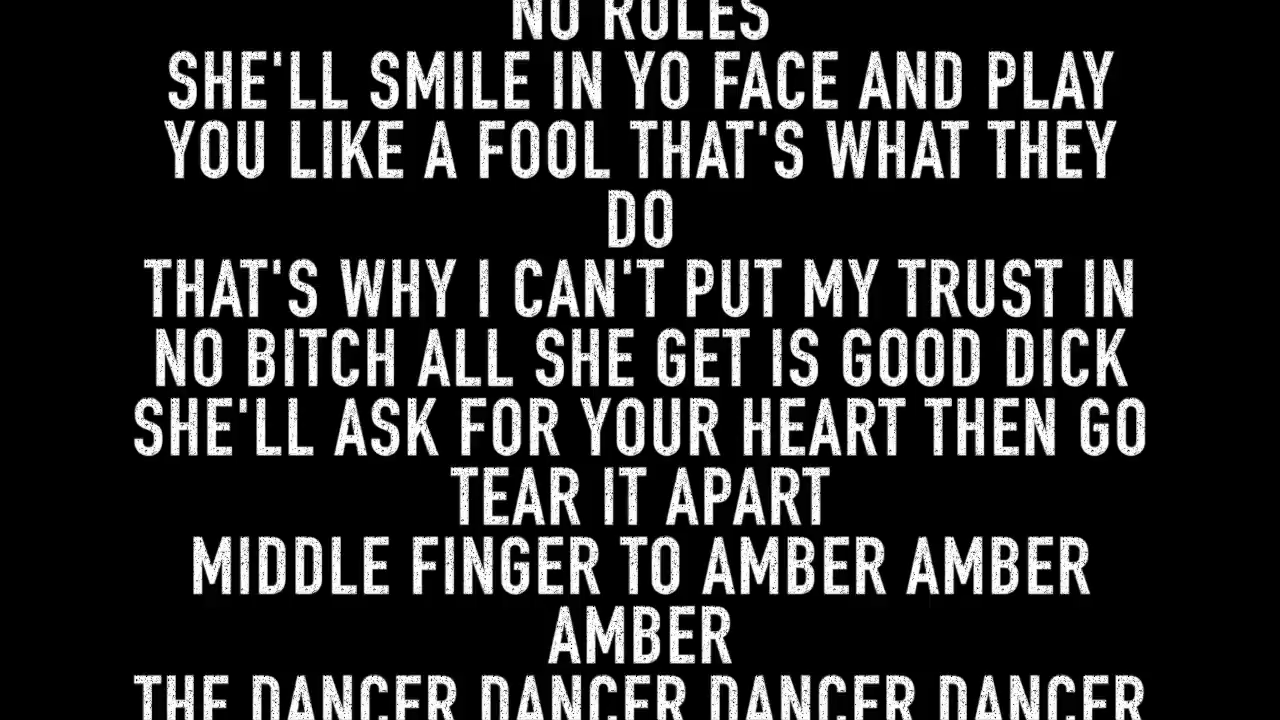 NO RULES
SHE'LL SMILE IN YO FACE AND PLAY
YOU LIKE A FOOL THAT'S WHAT THEY
DO
THAT'S WHY I CAN'T PUT MY TRUST IN
NO BITCH ALL SHE GET IS GOOD DICK
SHE'LL ASK FOR YOUR HEART THEN GO
TEAR IT APART
MIDDLE FINGER TO AMBER AMBER
AMBER
THE DANCER DANCER DANCER DANCER